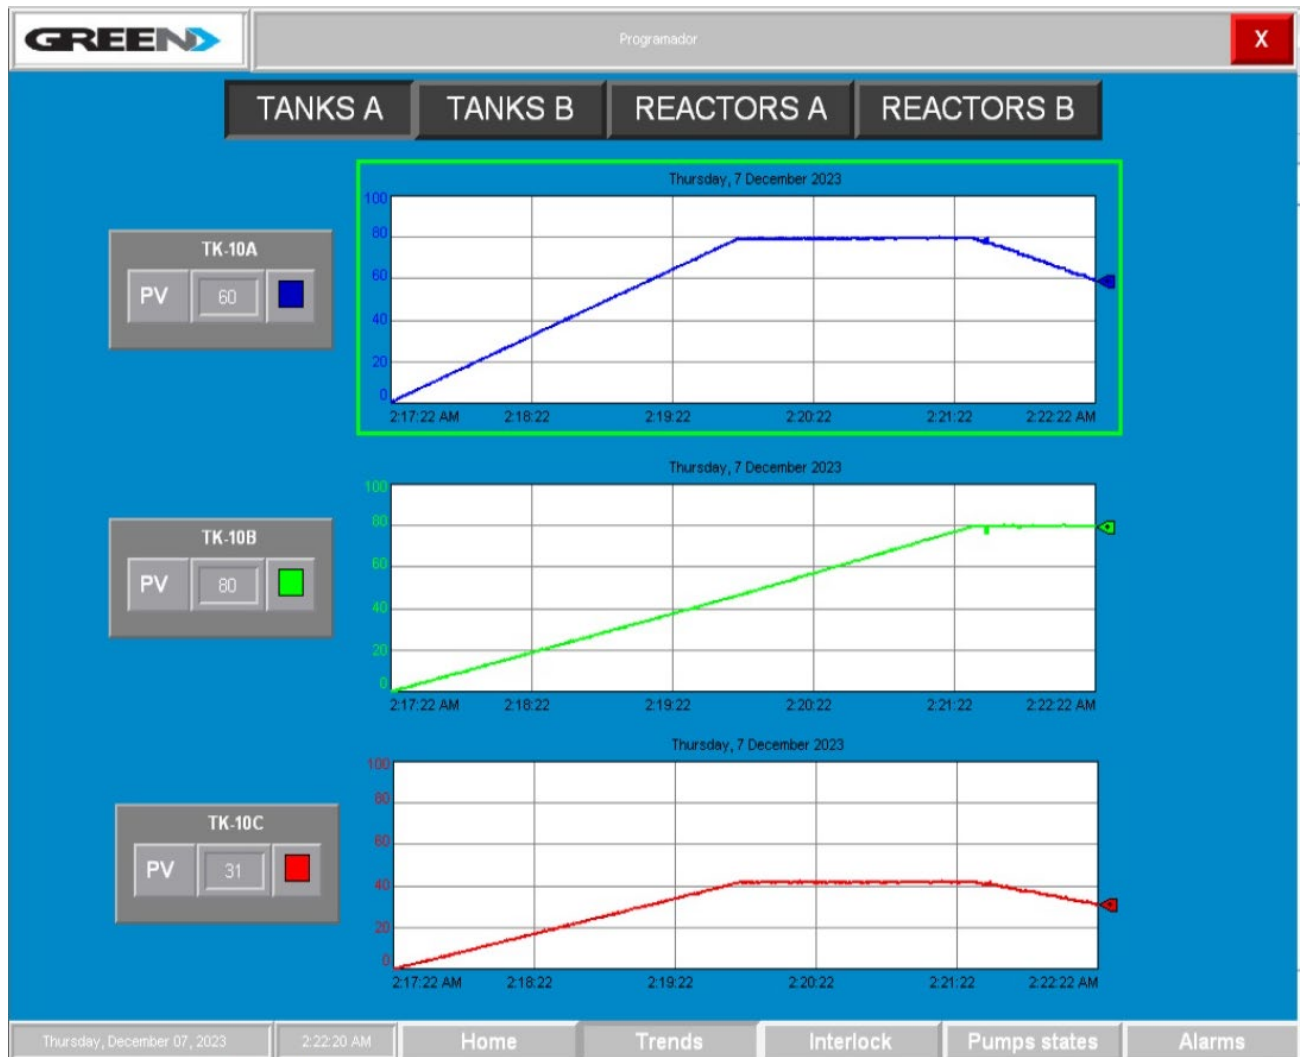 GREEN
Programador
X
TANKS A
TANKS B
REACTORS A
REACTORS B
Thursday, 7 December 2023
TK-10A
PV
60
100
80
60
40
20
0
2:17:22 AM
2:18:22
2:19:22
2:20:22
2:21:22
2:22:22 AM
Thursday, 7 December 2023
TK-10B
PV
80
100
80
60
40
20
0
2:17:22 AM
2:18:22
2:19:22
2:20:22
2:21:22
2:22:22 AM
Thursday, 7 December 2023
TK-10C
PV
31
100
80
60
40
20
0
2:17:22 AM
2:18:22
2:19:22
2:20:22
2:21:22
2:22:22 AM
Thursday, December 07, 2023
2:22:20 AM
Home
Trends
Interlock
Pumps states
Alarms